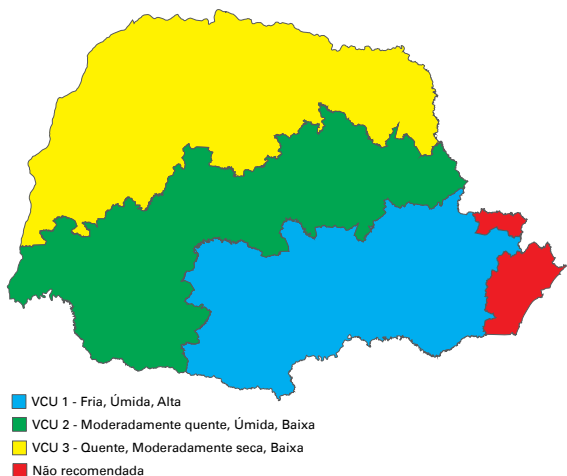 VCU 1 - Fria, Úmida, Alta
VCU 2 - Moderadamente quente, Úmida, Baixa
VCU 3 - Quente, Moderadamente seca, Baixa
Não recomendada